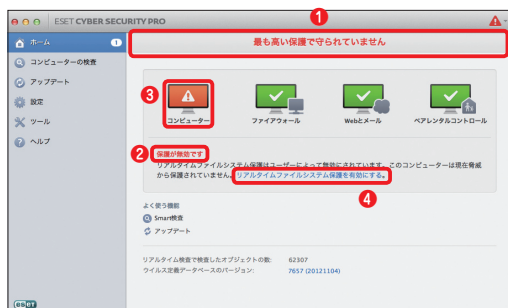 ESET CYBER SECURITY PRO
1
ホーム 1
最も高い保護で守られていません
コンピューターの検査
アップデート
設定
ツール
ヘルプ
3
コンピューター
ファイアウォール
Webとメール
ペアレンタルコントロール
2 保護が無効です
リアルタイムファイルシステム保護はユーザーによって無効にされています。このコンピューターは現在脅威
から保護されていません。リアルタイムファイルシステム保護を有効にする。
4
よく使う機能
Smart検査
アップデート
リアルタイム検査で検査したオブジェクトの数: 62307
ウイルス定義データベースのバージョン: 7657 (20121104)
eset